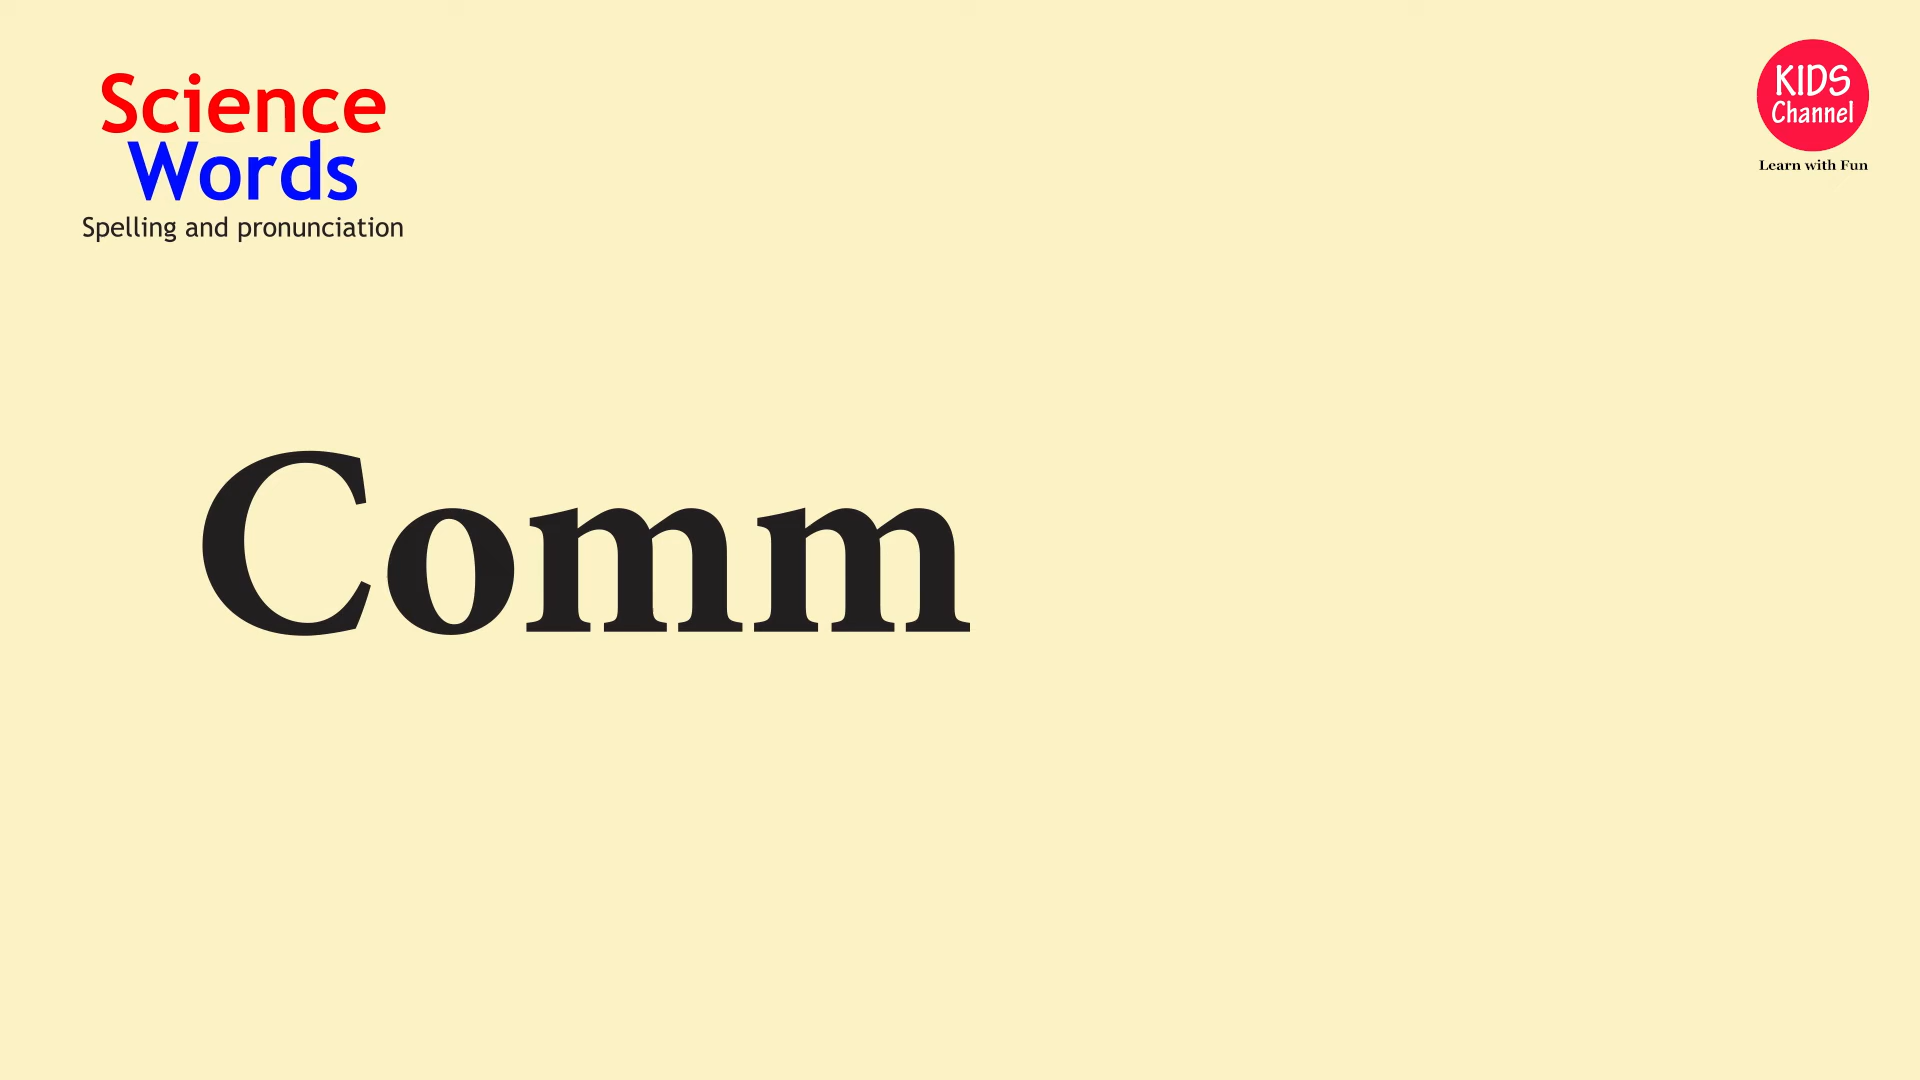 Science
Words
Spelling and pronunciation
KIDS
Channel
Learn with Fun
Comm